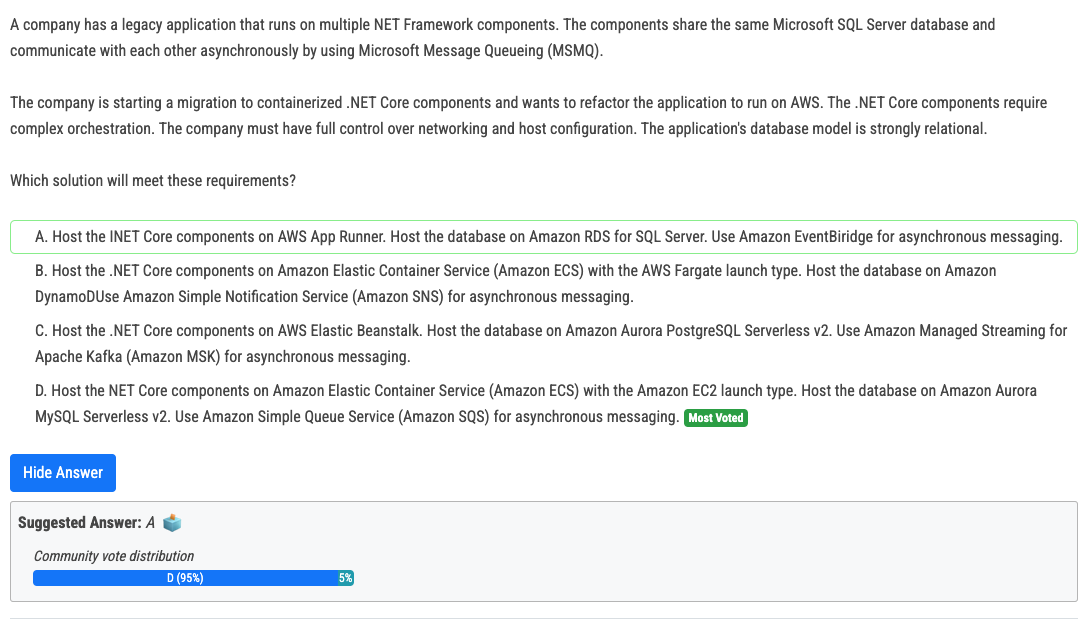 A company has a legacy application that runs on multiple NET Framework components. The components share the same Microsoft SQL Server database and
communicate with each other asynchronously by using Microsoft Message Queueing (MSMQ).
The company is starting a migration to containerized .NET Core components and wants to refactor the application to run on AWS. The .NET Core components require
complex orchestration. The company must have full control over networking and host configuration. The application's database model is strongly relational.
Which solution will meet these requirements?
A. Host the INET Core components on AWS App Runner. Host the database on Amazon RDS for SQL Server. Use Amazon EventBiridge for asynchronous messaging.
B. Host the .NET Core components on Amazon Elastic Container Service (Amazon ECS) with the AWS Fargate launch type. Host the database on Amazon
DynamoDUse Amazon Simple Notification Service (Amazon SNS) for asynchronous messaging.
C. Host the .NET Core components on AWS Elastic Beanstalk. Host the database on Amazon Aurora PostgreSQL Serverless v2. Use Amazon Managed Streaming for
Apache Kafka (Amazon MSK) for asynchronous messaging.
D. Host the NET Core components on Amazon Elastic Container Service (Amazon ECS) with the Amazon EC2 launch type. Host the database on Amazon Aurora
MySQL Serverless v2. Use Amazon Simple Queue Service (Amazon SQS) for asynchronous messaging. Most Voted
Hide Answer
Suggested Answer: A
Community vote distribution
D (95%) 5%